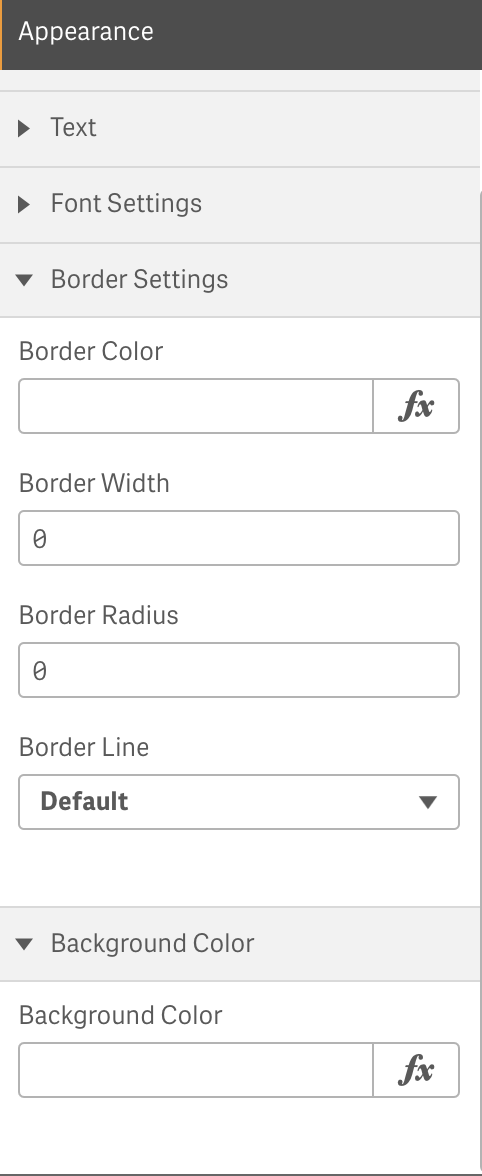 Appearance
Text
Font Settings
Border Settings
Border Color
fx
Border Width
0
Border Radius
0
Border Line
Default
Background Color
Background Color
fx